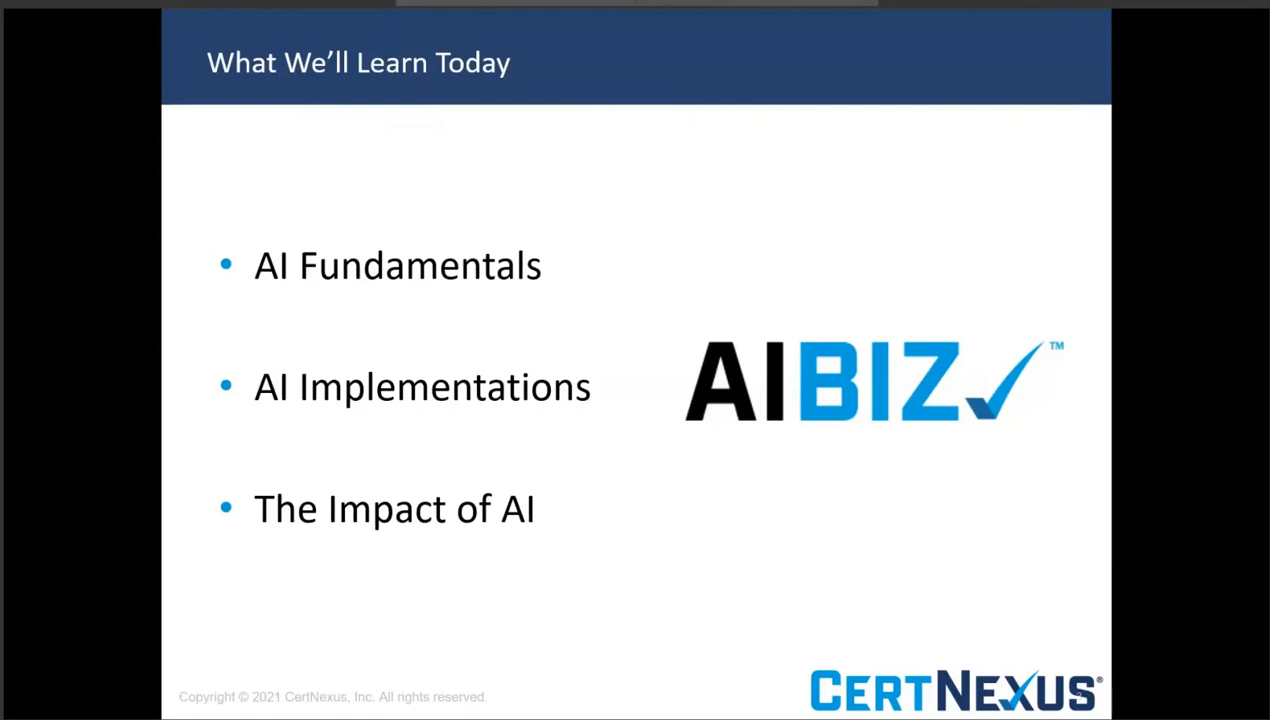 What We'll Learn Today
• AI Fundamentals
• AI Implementations
• The Impact of AI
AIBIZ™
Copyright © 2021 CertNexus, Inc. All rights reserved.
CERTNEXUS®